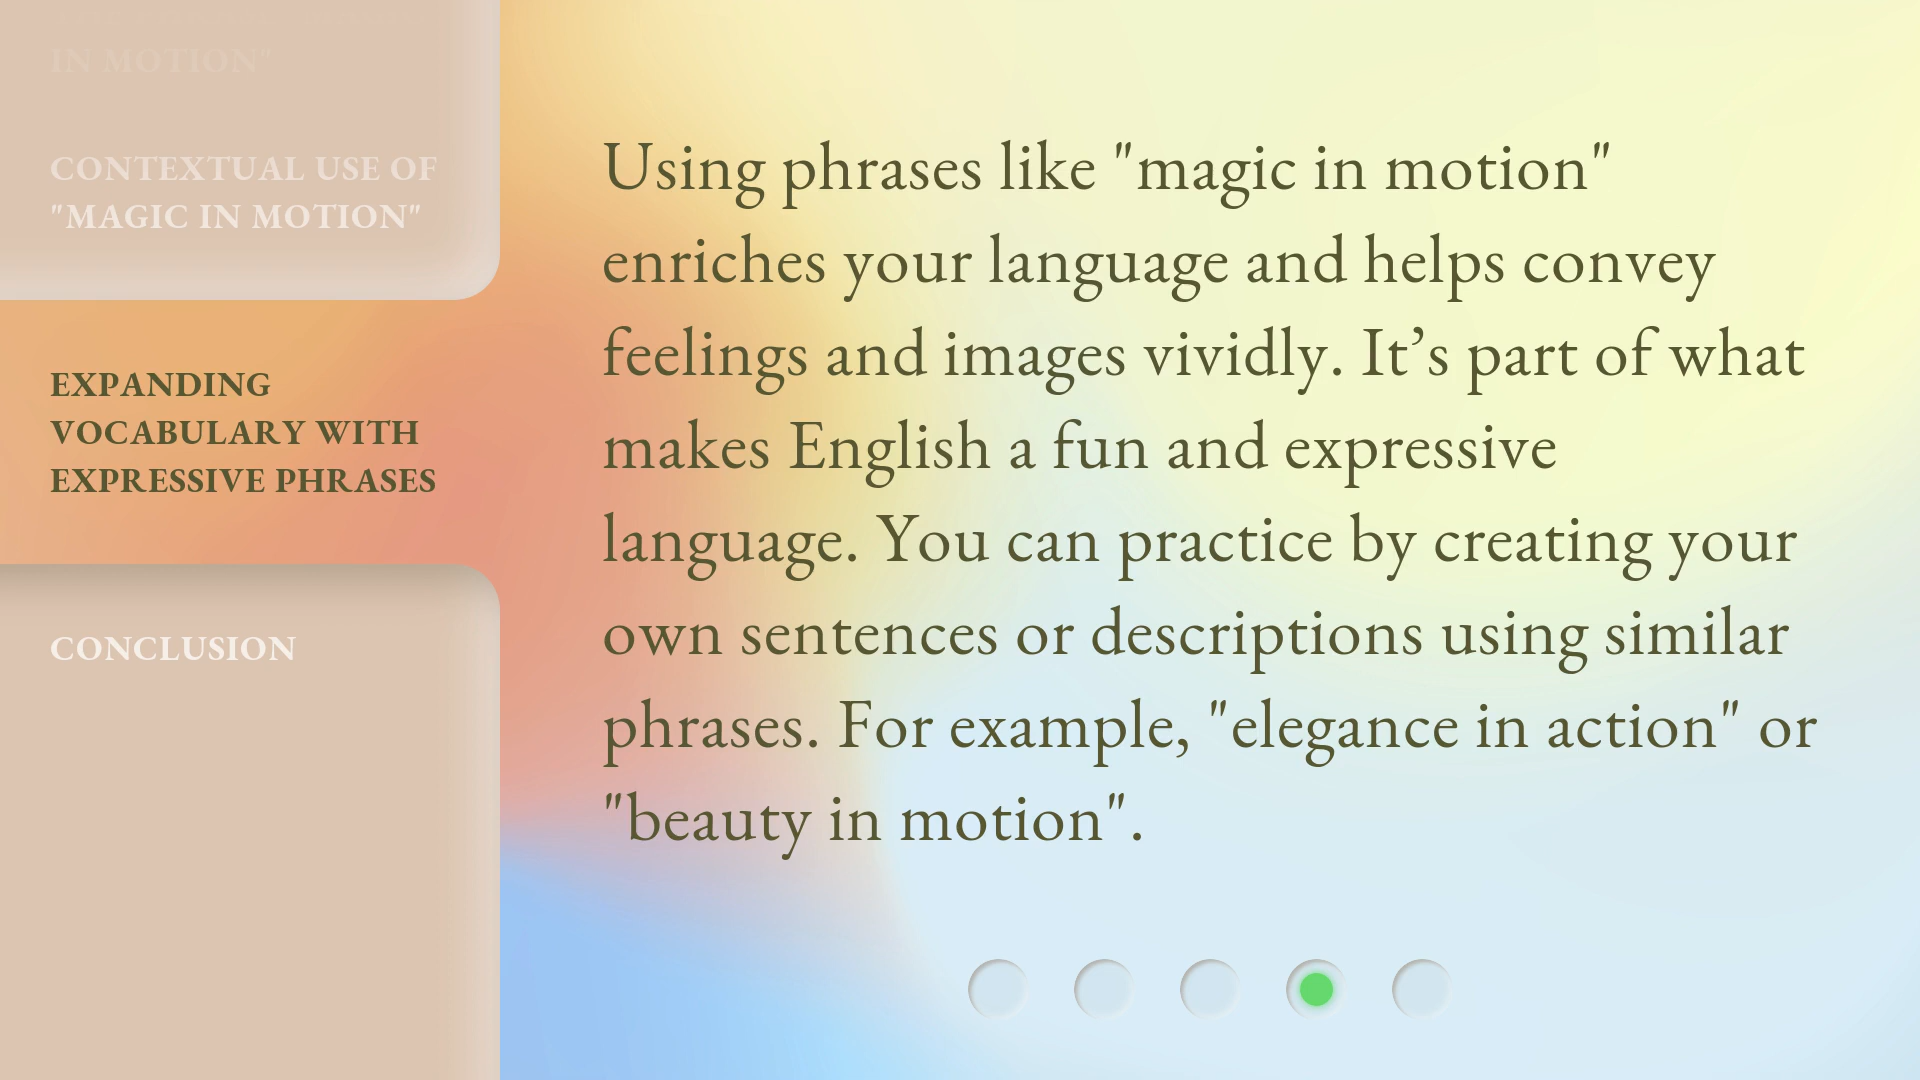 IN MOTION"
CONTEXTUAL USE OF
"MAGIC IN MOTION"
EXPANDING
VOCABULARY WITH
EXPRESSIVE PHRASES
CONCLUSION
Using phrases like "magic in motion"
enriches your language and helps convey
feelings and images vividly. It’s part of what
makes English a fun and expressive
language. You can practice by creating your
own sentences or descriptions using similar
phrases. For example, "elegance in action" or
"beauty in motion".